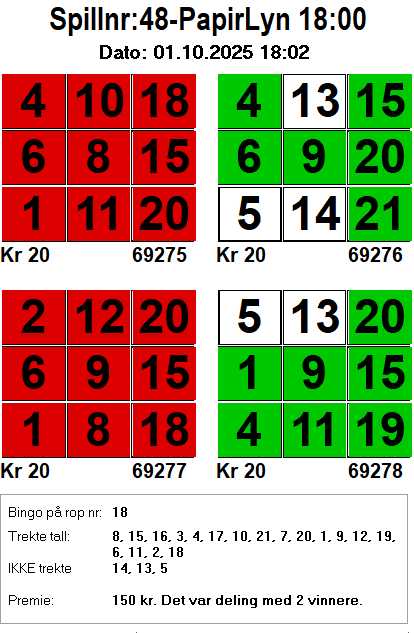 Spillnr:48-PapirLyn 18:00
Dato: 01.10.2025 18:02
4 10 18
6 8 15
1 11 20
Kr 20 69275
4 13 15
6 9 20
5 14 21
Kr 20 69276
2 12 20
6 9 15
1 8 18
Kr 20 69277
5 13 20
1 9 15
4 11 19
Kr 20 69278
Bingo på rop nr: 18
Trekte tall: 8, 15, 16, 3, 4, 17, 10, 21, 7, 20, 1, 9, 12, 19,
6, 11, 2, 18
IKKE trekte 14, 13, 5
Premie: 150 kr. Det var deling med 2 vinnere.